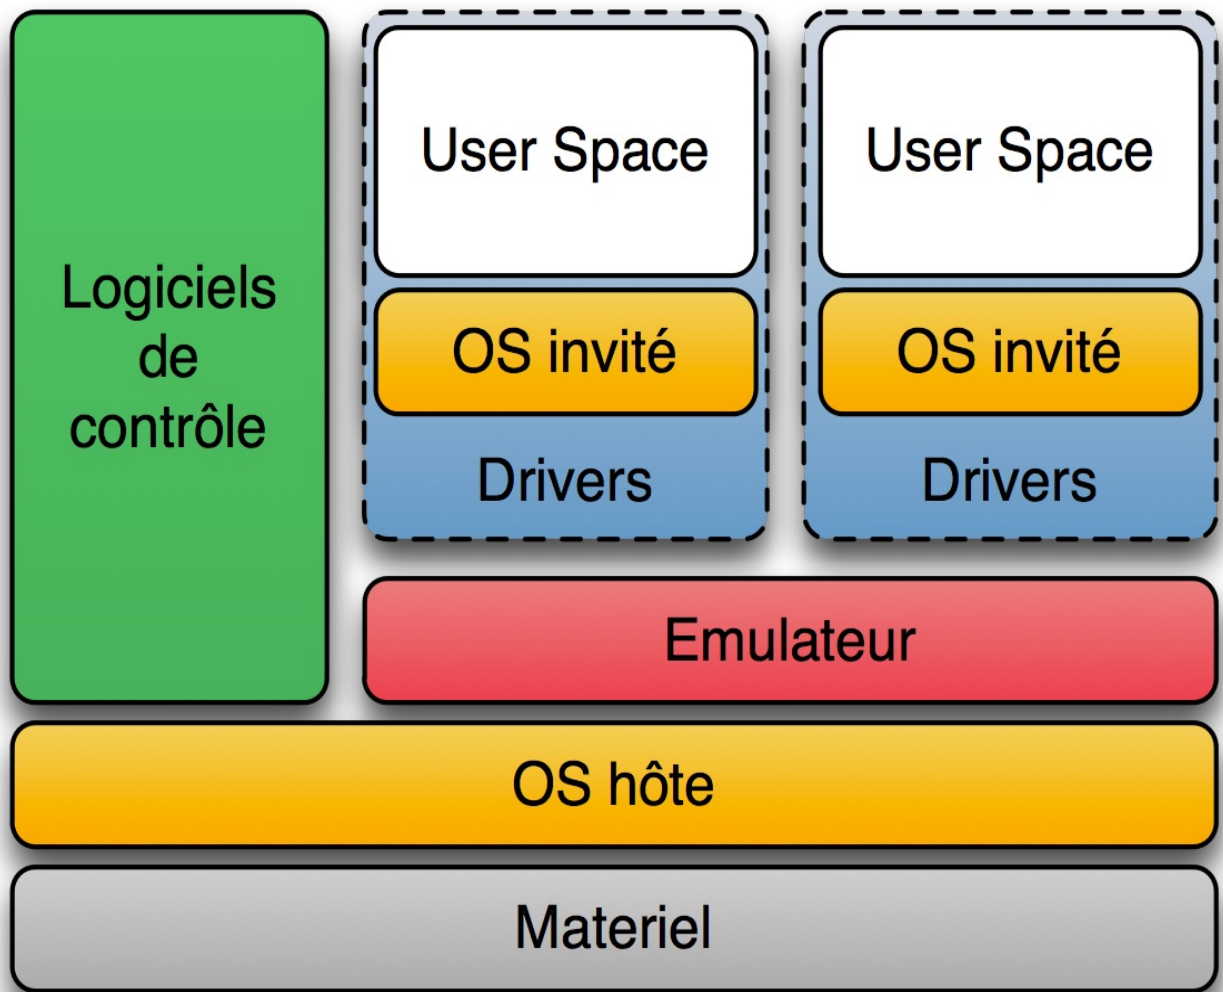 Logiciels
de
contrôle
User Space
OS invité
Drivers
User Space
OS invité
Drivers
Emulateur
OS hôte
Materiel